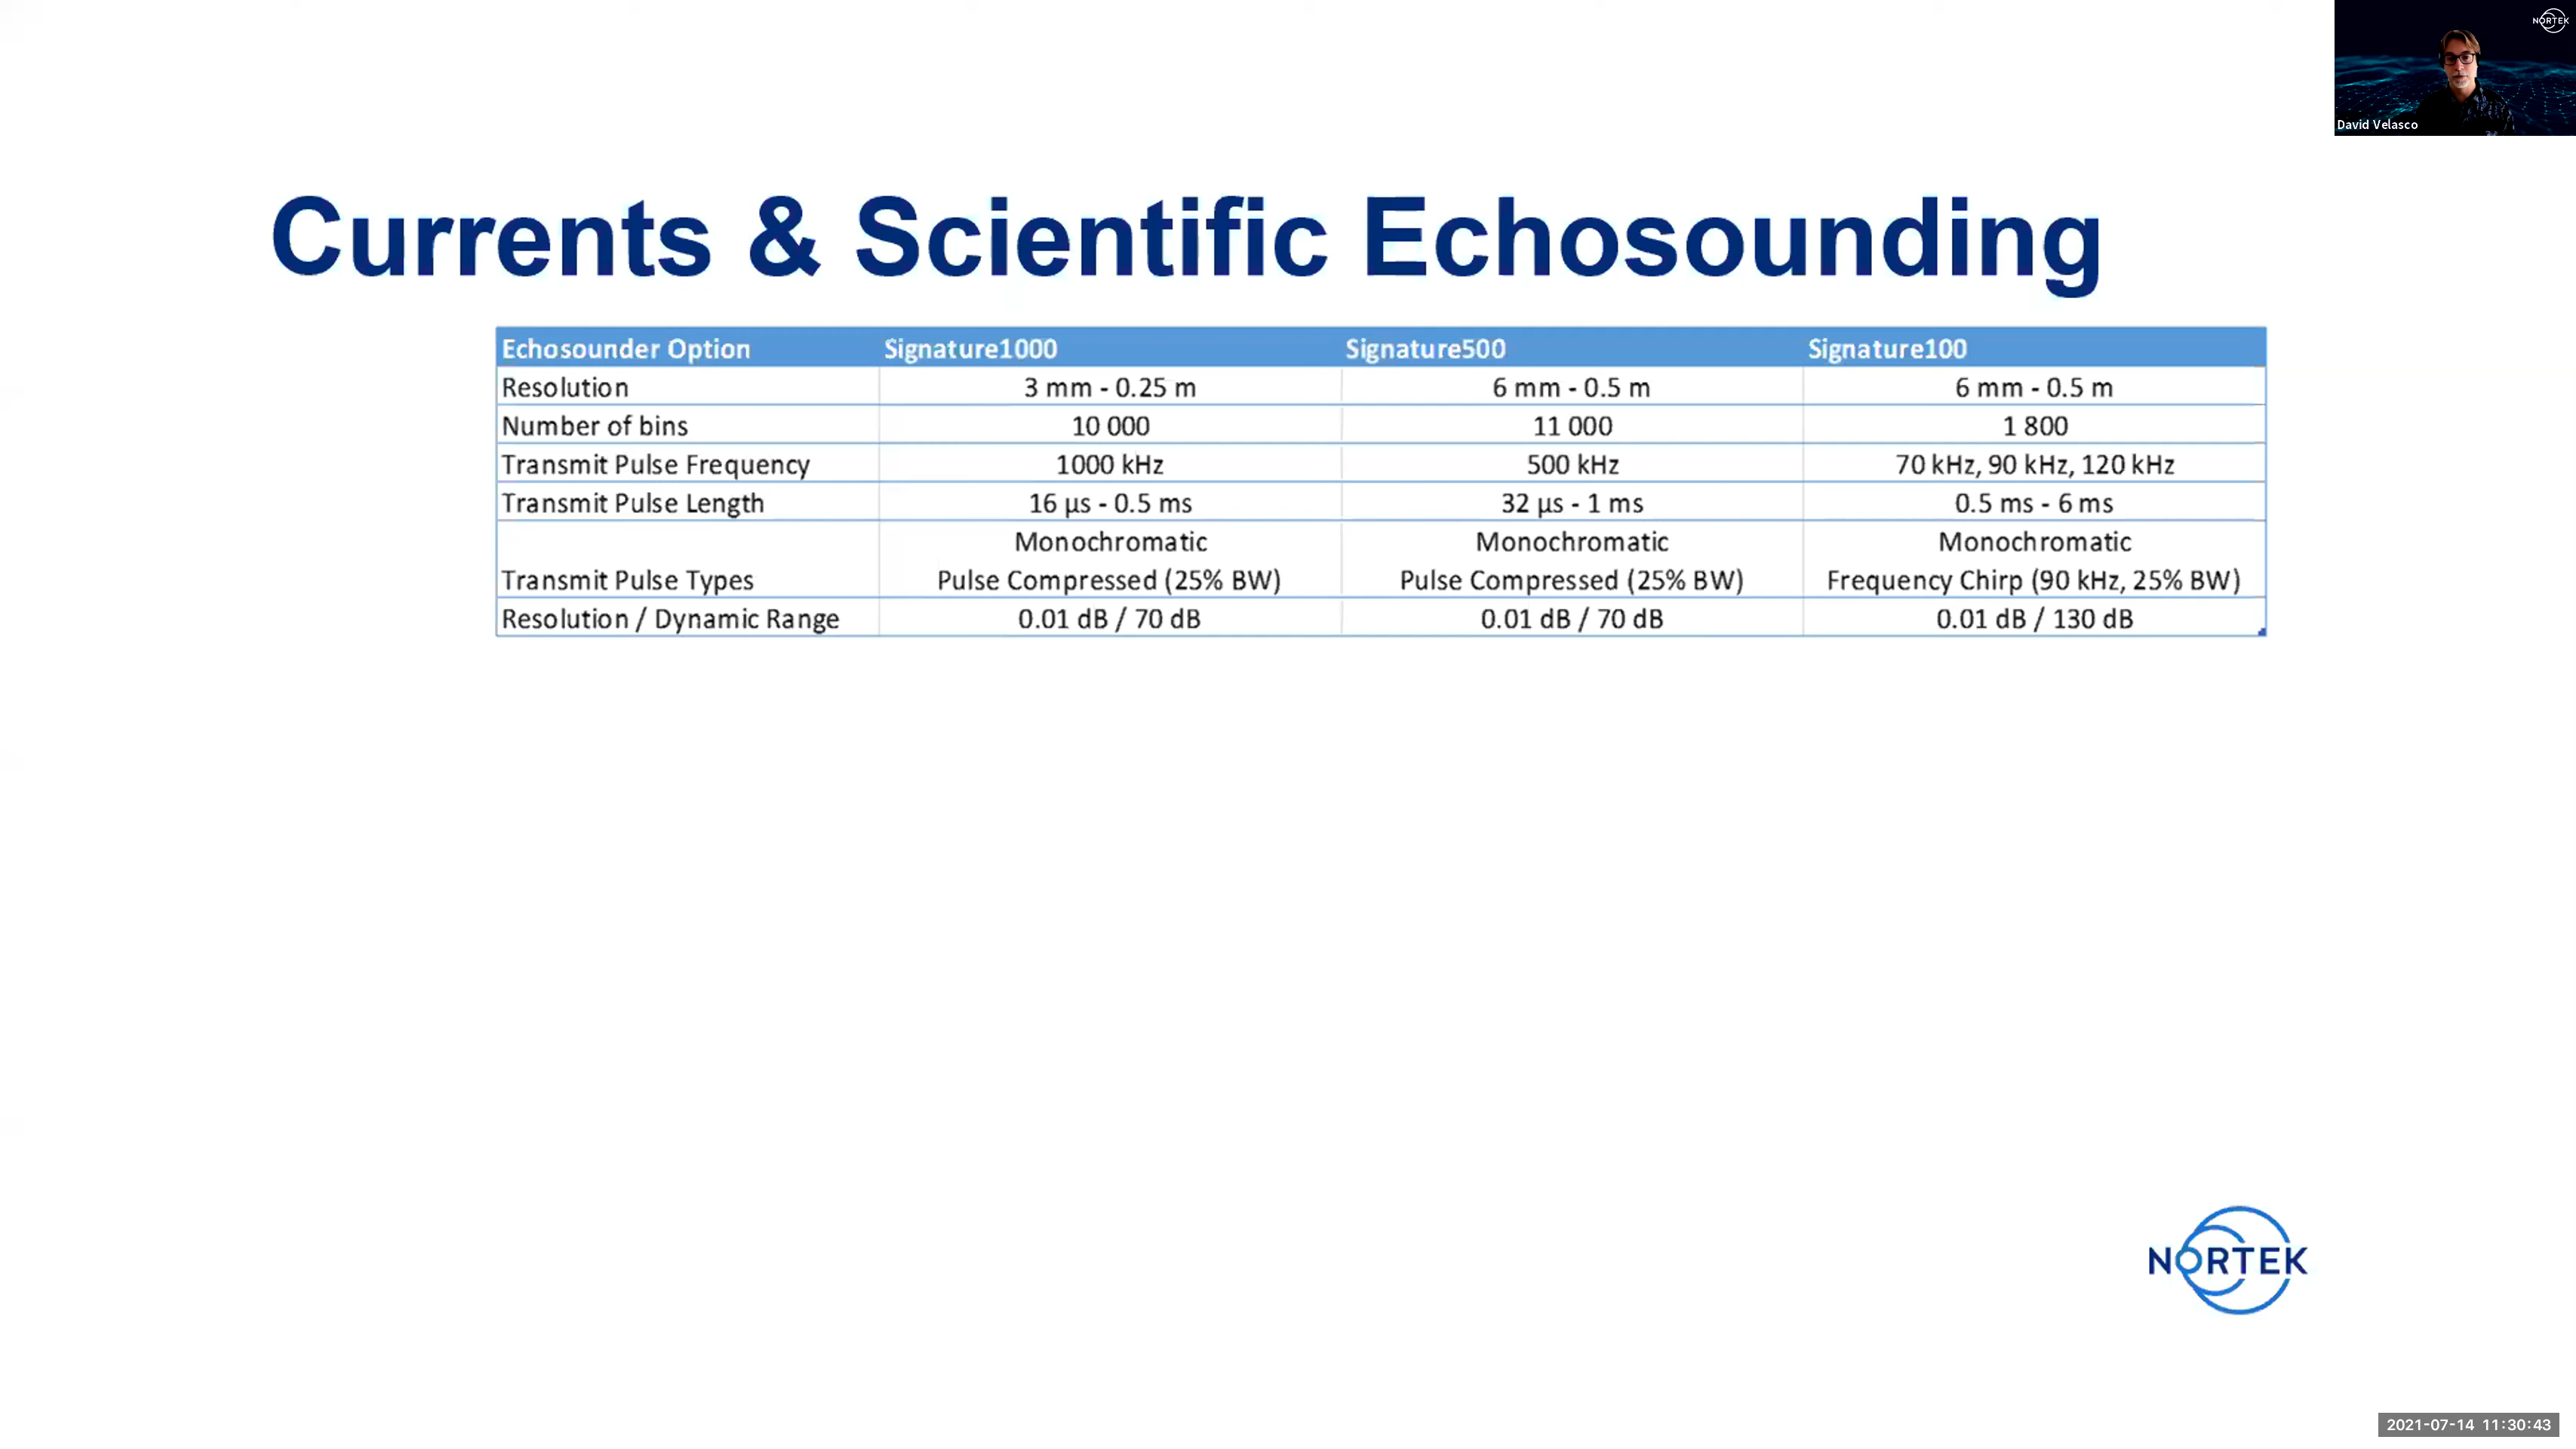 NORTEK
David Velasco
Currents & Scientific Echosounding
Echosounder Option Signature1000 Signature500 Signature100
Resolution 3 mm - 0.25 m 6 mm - 0.5 m 6 mm - 0.5 m
Number of bins 10 000 11 000 1 800
Transmit Pulse Frequency 1000 kHz 500 kHz 70 kHz, 90 kHz, 120 kHz
Transmit Pulse Length 16 µs - 0.5 ms 32 µs - 1 ms 0.5 ms - 6 ms
Monochromatic Monochromatic Monochromatic
Transmit Pulse Types Pulse Compressed (25% BW) Pulse Compressed (25% BW) Frequency Chirp (90 kHz, 25% BW)
Resolution / Dynamic Range 0.01 dB / 70 dB 0.01 dB / 70 dB 0.01 dB / 130 dB
NORTEK
2021-07-14 11:30:43